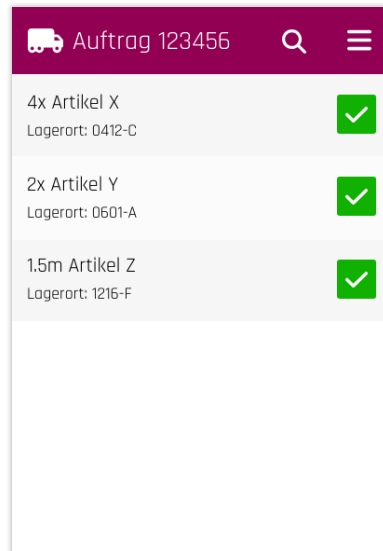 Auftrag 123456
4x Artikel X
Lagerort: 0412-C
2x Artikel Y
Lagerort: 0601-A
1.5m Artikel Z
Lagerort: 1216-F